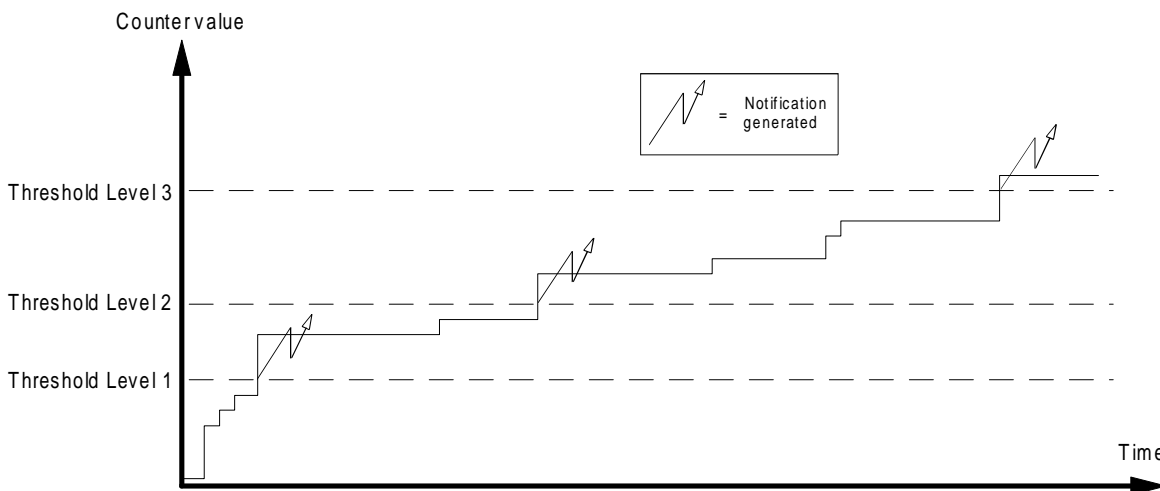 Counter value
= Notification
generated
Threshold Level 3
Threshold Level 2
Threshold Level 1
Time